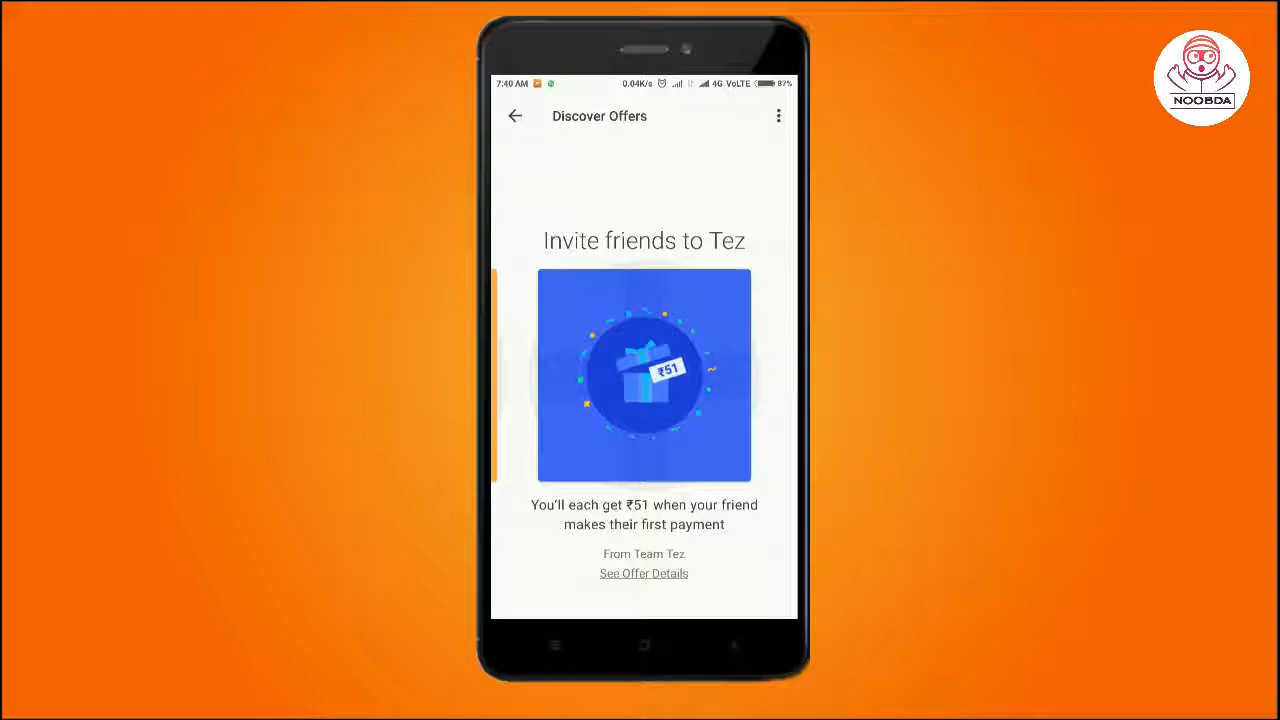 7:40 AM 0.04K/s 4G VoLTE 87%
Discover Offers
NOOBDA
Invite friends to Tez
₹51
You'll each get ₹51 when your friend
makes their first payment
From Team Tez
See Offer Details